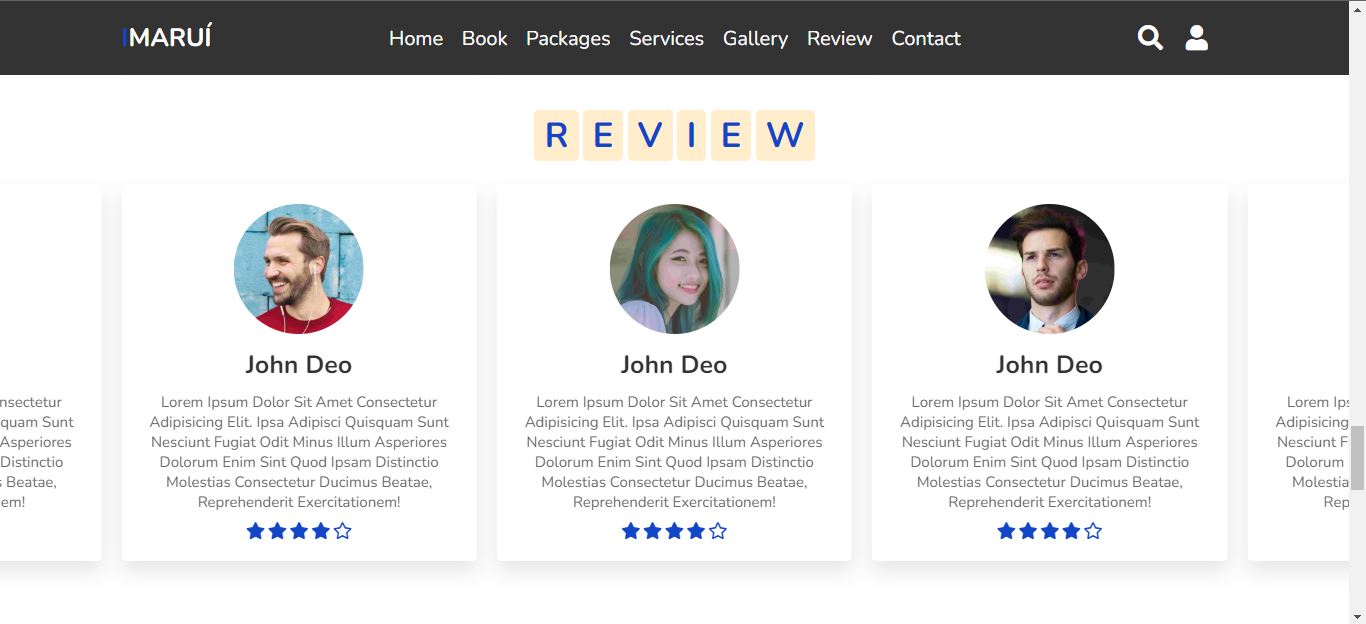 IMARUÍ
Home Book Packages Services Gallery Review Contact
REVIEW
nsectetur
quam Sunt
Asperiores
Distinctio
s Beatae,
em!
John Deo
Lorem Ipsum Dolor Sit Amet Consectetur
Adipisicing Elit. Ipsa Adipisci Quisquam Sunt
Nesciunt Fugiat Odit Minus Illum Asperiores
Dolorum Enim Sint Quod Ipsam Distinctio
Molestias Consectetur Ducimus Beatae,
Reprehenderit Exercitationem!
John Deo
Lorem Ipsum Dolor Sit Amet Consectetur
Adipisicing Elit. Ipsa Adipisci Quisquam Sunt
Nesciunt Fugiat Odit Minus Illum Asperiores
Dolorum Enim Sint Quod Ipsam Distinctio
Molestias Consectetur Ducimus Beatae,
Reprehenderit Exercitationem!
John Deo
Lorem Ipsum Dolor Sit Amet Consectetur
Adipisicing Elit. Ipsa Adipisci Quisquam Sunt
Nesciunt Fugiat Odit Minus Illum Asperiores
Dolorum Enim Sint Quod Ipsam Distinctio
Molestias Consectetur Ducimus Beatae,
Reprehenderit Exercitationem!
Lorem Ips
Adipisicing
Nesciunt F
Dolorum
Molestia
Rep